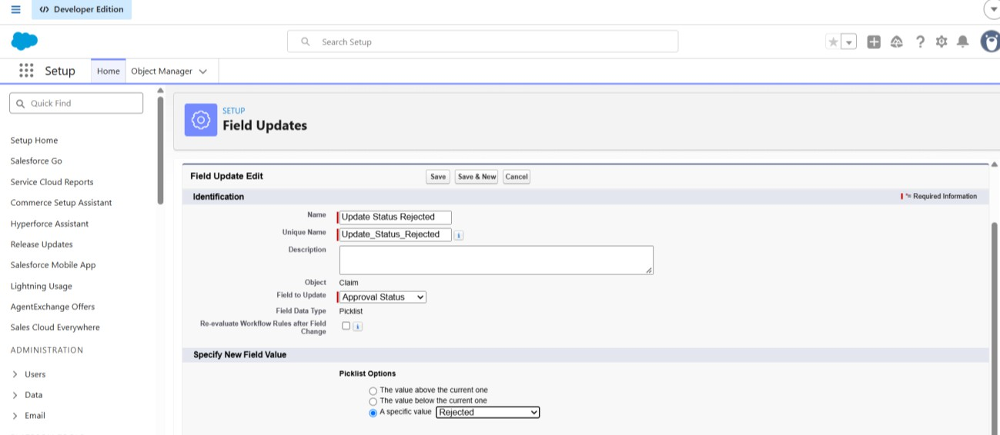 </> Developer Edition
Search Setup
Setup
Home
Object Manager
Quick Find
Setup Home
Salesforce Go
Service Cloud Reports
Commerce Setup Assistant
Hyperforce Assistant
Release Updates
Salesforce Mobile App
Lightning Usage
AgentExchange Offers
Sales Cloud Everywhere
ADMINISTRATION
Users
Data
Email
SETUP
Field Updates
Field Update Edit
Save
Save & New
Cancel
Identification
= Required Information
Name
Update Status Rejected
Unique Name
Update_Status_Rejected
i
Description
Object
Claim
Field to Update
Approval Status
Field Data Type
Picklist
Re-evaluate Workflow Rules after Field
Change
i
Specify New Field Value
Picklist Options
The value above the current one
The value below the current one
A specific value
Rejected